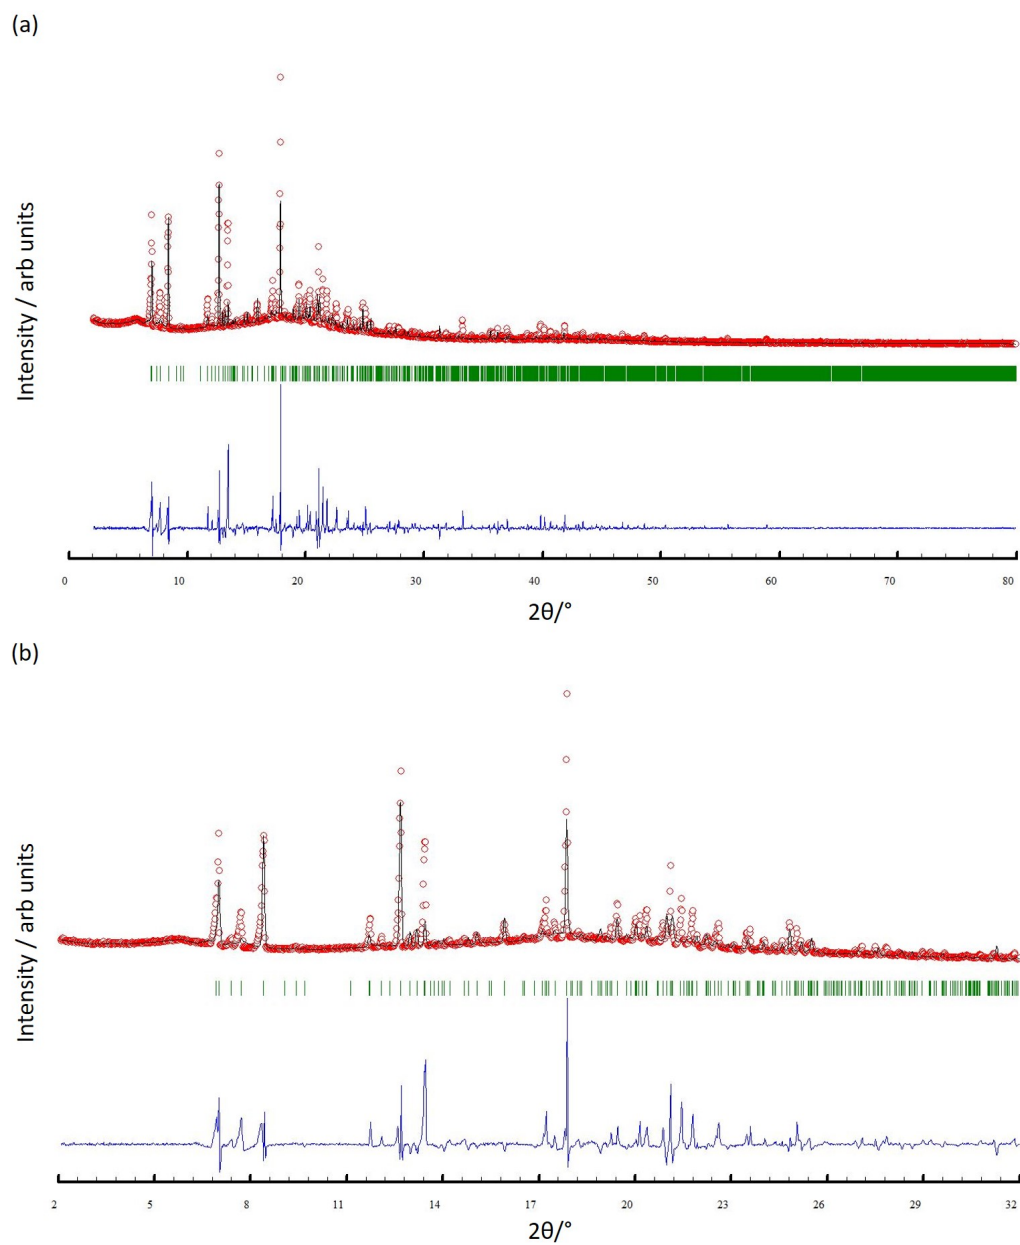 (a)
Intensity / arb units
0 10 20 30 40 50 60 70 80
2θ/°
(b)
Intensity / arb units
2 5 8 11 14 17 20 23 26 29 32
2θ/°